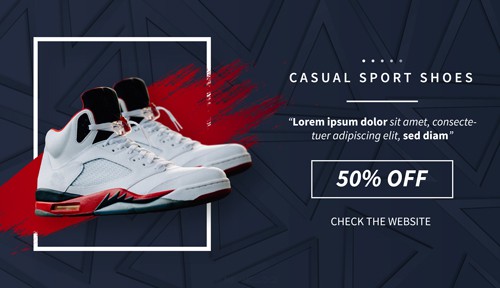 CASUAL SPORT SHOES
“Lorem ipsum dolor sit amet, consecte-
tuer adipiscing elit, sed diam”
50% OFF
CHECK THE WEBSITE